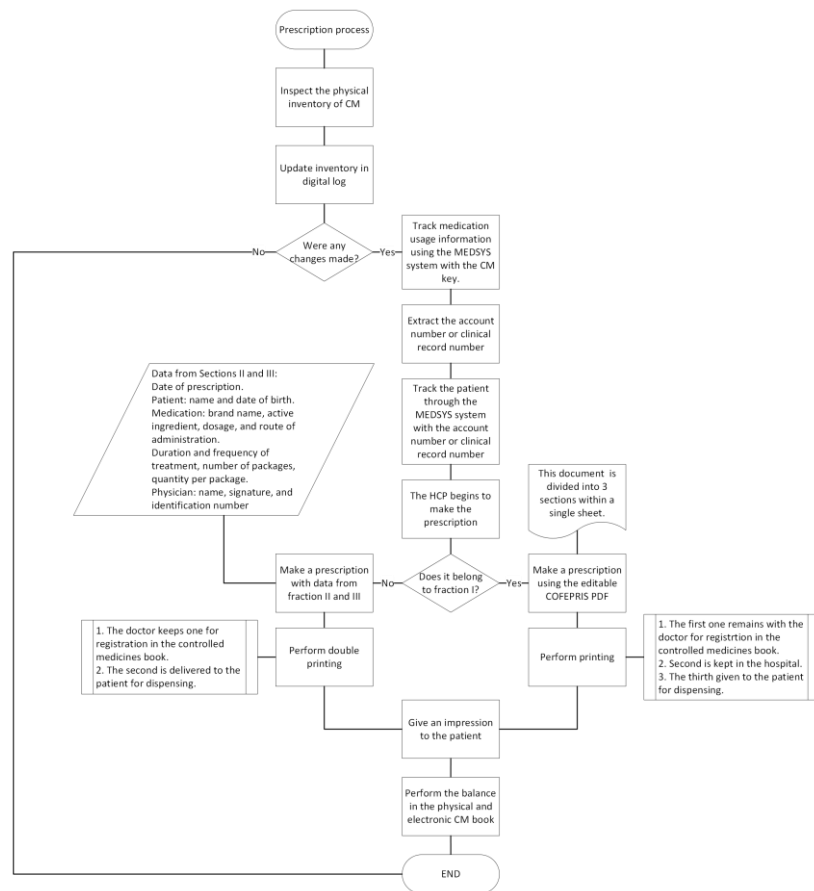 Prescription process
Inspect the physical
inventory of CM
Update inventory in
digital log
No
Were any
changes made?
Yes
Track medication
usage information
using the MEDSYS
system with the CM
key.
Extract the account
number or clinical
record number
Data from Sections II and III:
Date of prescription.
Patient: name and date of birth.
Medication: brand name, active
ingredient, dosage, and route of
administration.
Duration and frequency of
treatment, number of packages,
quantity per package.
Physician: name, signature, and
identification number
Track the patient
through the
MEDSYS system
with the account
number or clinical
record number
The HCP begins to
make the
prescription
This document is
divided into 3
sections within a
single sheet.
Make a prescription
with data from
fraction II and III
No
Does it belong
to fraction I?
Yes
Make a prescription
using the editable
COFEPRIS PDF
1. The doctor keeps one for
registration in the controlled
medicines book.
2. The second is delivered to the
patient for dispensing.
Perform double
printing
Perform printing
1. The first one remains with the
doctor for registrtion in the
controlled medicines book.
2. Second is kept in the hospital.
3. The thirth given to the patient
for dispensing.
Give an impression
to the patient
Perform the balance
in the physical and
electronic CM book
END